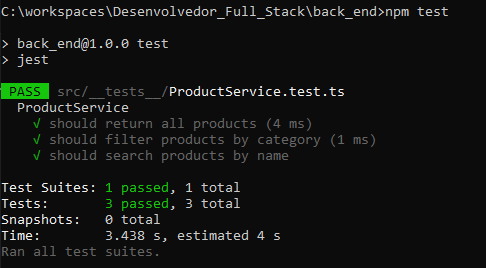 C:\workspaces\Desenvolvedor_Full_Stack\back_end>npm test
> back_end@1.0.0 test
> jest
PASS src/__tests__/ProductService.test.ts
ProductService
√ should return all products (4 ms)
√ should filter products by category (1 ms)
√ should search products by name
Test Suites: 1 passed, 1 total
Tests: 3 passed, 3 total
Snapshots: 0 total
Time: 3.438 s, estimated 4 s
Ran all test suites.